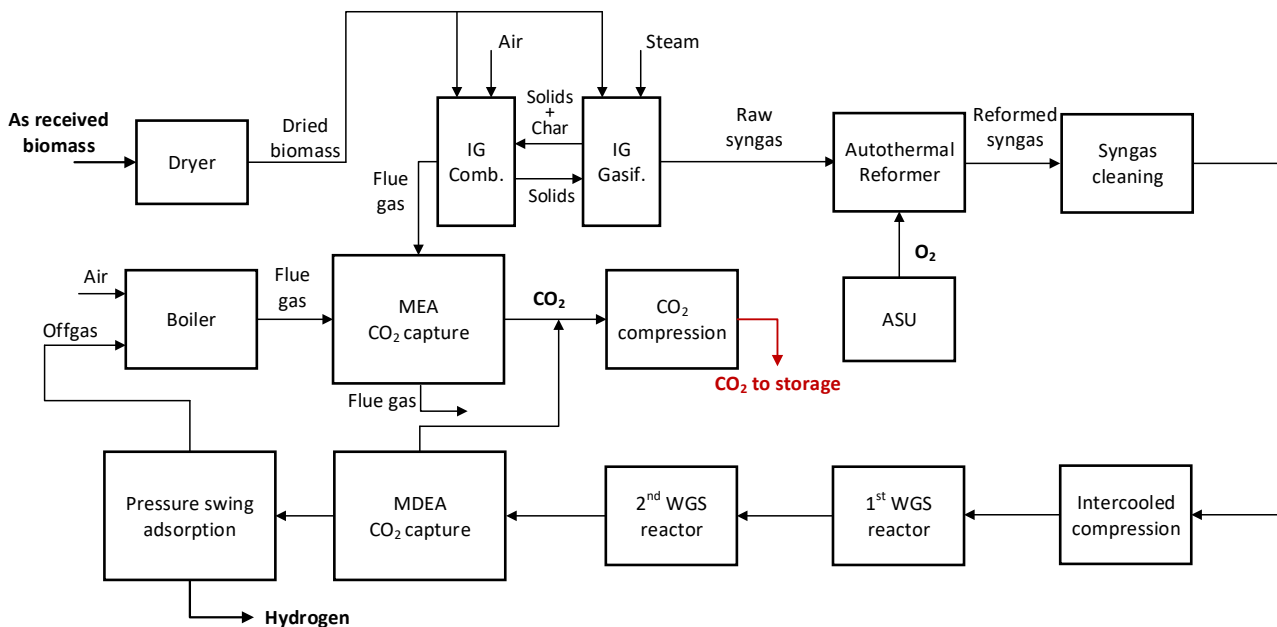 Air
Steam
As received
biomass
Dryer
Dried
biomass
Solids
+
Char
IG
Comb.
IG
Gasif.
Solids
Raw
syngas
Autothermal
Reformer
Reformed
syngas
Syngas
cleaning
Flue
gas
O₂
ASU
Air
Offgas
Boiler
Flue
gas
MEA
CO₂ capture
CO₂
CO₂
compression
CO₂ to storage
Flue gas
Pressure swing
adsorption
MDEA
CO₂ capture
2nd WGS
reactor
1st WGS
reactor
Intercooled
compression
Hydrogen